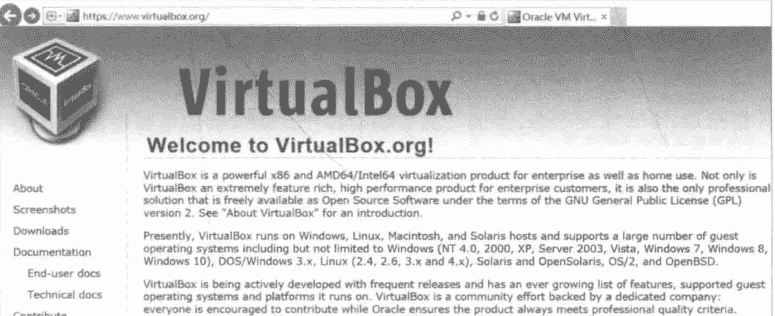 https://www.virtualbox.org/
Oracle VM Virt... ×
VirtualBox
Welcome to VirtualBox.org!
About
Screenshots
Downloads
Documentation
End-user docs
Technical docs
Contribute
VirtualBox is a powerful x86 and AMD64/Intel64 virtualization product for enterprise as well as home use. Not only is
VirtualBox an extremely feature rich, high performance product for enterprise customers, it is also the only professional
solution that is freely available as Open Source Software under the terms of the GNU General Public License (GPL)
version 2. See "About VirtualBox" for an introduction.
Presently, VirtualBox runs on Windows, Linux, Macintosh, and Solaris hosts and supports a large number of guest
operating systems including but not limited to Windows (NT 4.0, 2000, XP, Server 2003, Vista, Windows 7, Windows 8,
Windows 10), DOS/Windows 3.x, Linux (2.4, 2.6, 3.x and 4.x), Solaris and OpenSolaris, OS/2, and OpenBSD.
VirtualBox is being actively developed with frequent releases and has an ever growing list of features, supported guest
operating systems and platforms it runs on. VirtualBox is a community effort backed by a dedicated company:
everyone is encouraged to contribute while Oracle ensures the product always meets professional quality criteria.